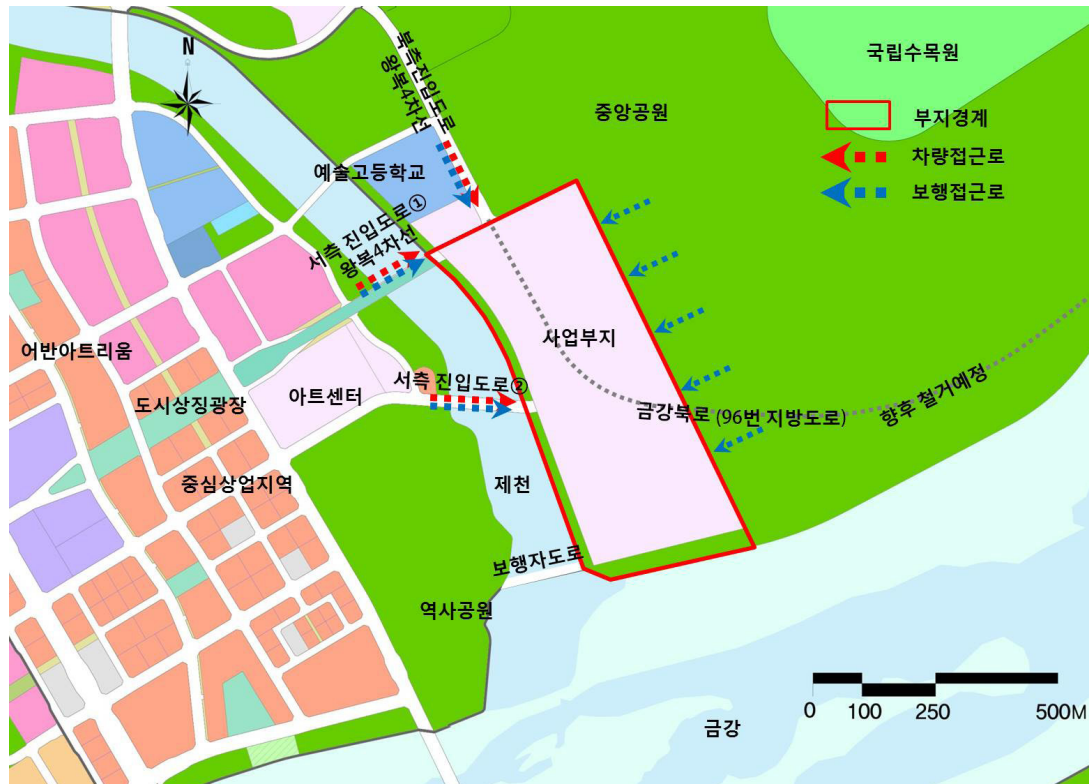 국립수목원
N
북측진입도로
왕복4차선
중앙공원
부지경계
차량접근로
보행접근로
예술고등학교
서측 진입도로①
왕복4차선
사업부지
어반아트리움
서측 진입도로②
아트센터
도시상징광장
금강북로 (96번 지방도로)
향후 철거예정
중심상업지역
제천
보행자도로
역사공원
금강
0 100 250 500M